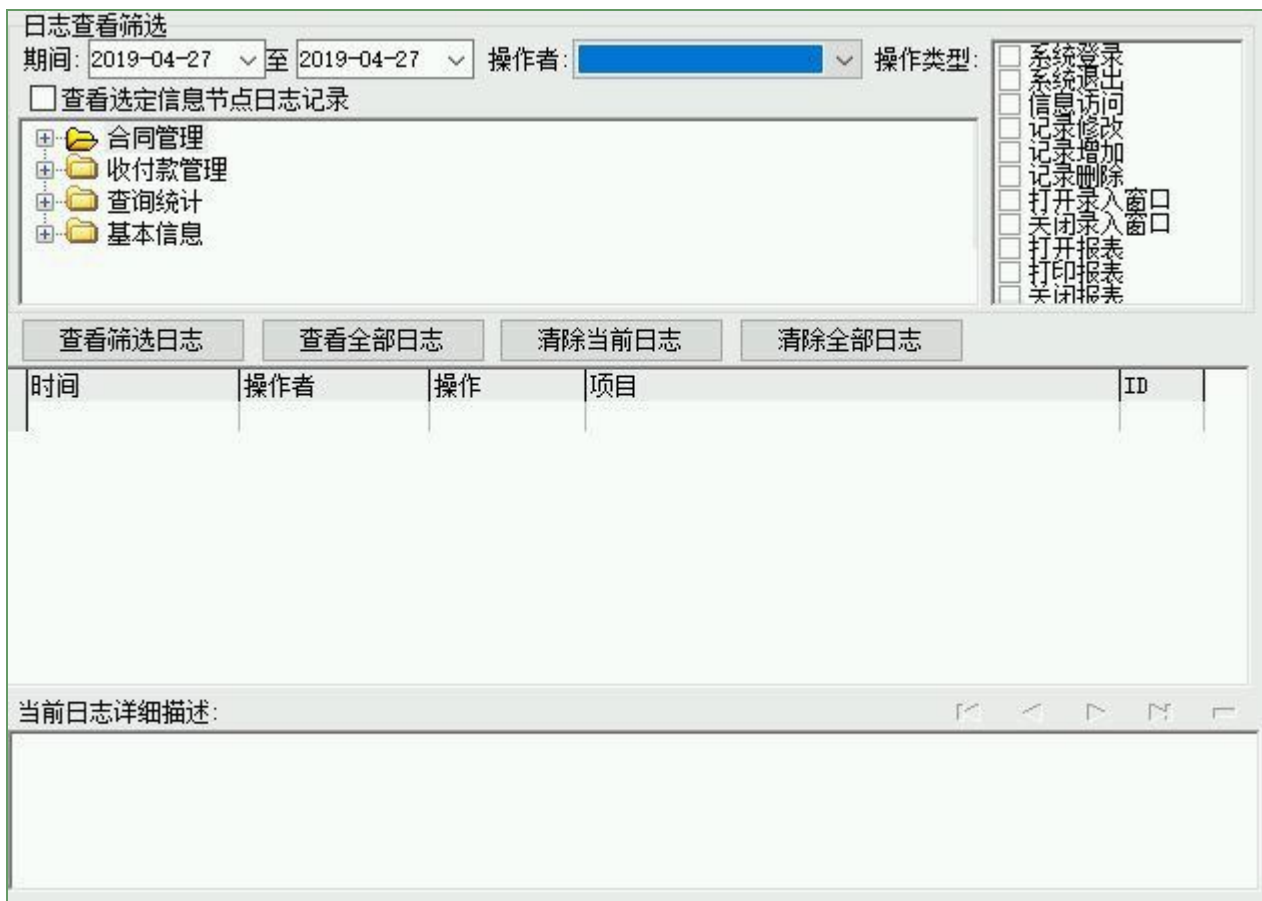 日志查看筛选
期间: 2019-04-27 至 2019-04-27 操作者: 操作类型:
系统登录
系统退出
信息访问
记录修改
记录增加
记录删除
打开录入窗口
关闭录入窗口
打开报表
打印报表
关闭报表
查看选定信息节点日志记录
合同管理
收付款管理
查询统计
基本信息
查看筛选日志 查看全部日志 清除当前日志 清除全部日志
时间 操作者 操作 项目 ID
当前日志详细描述: